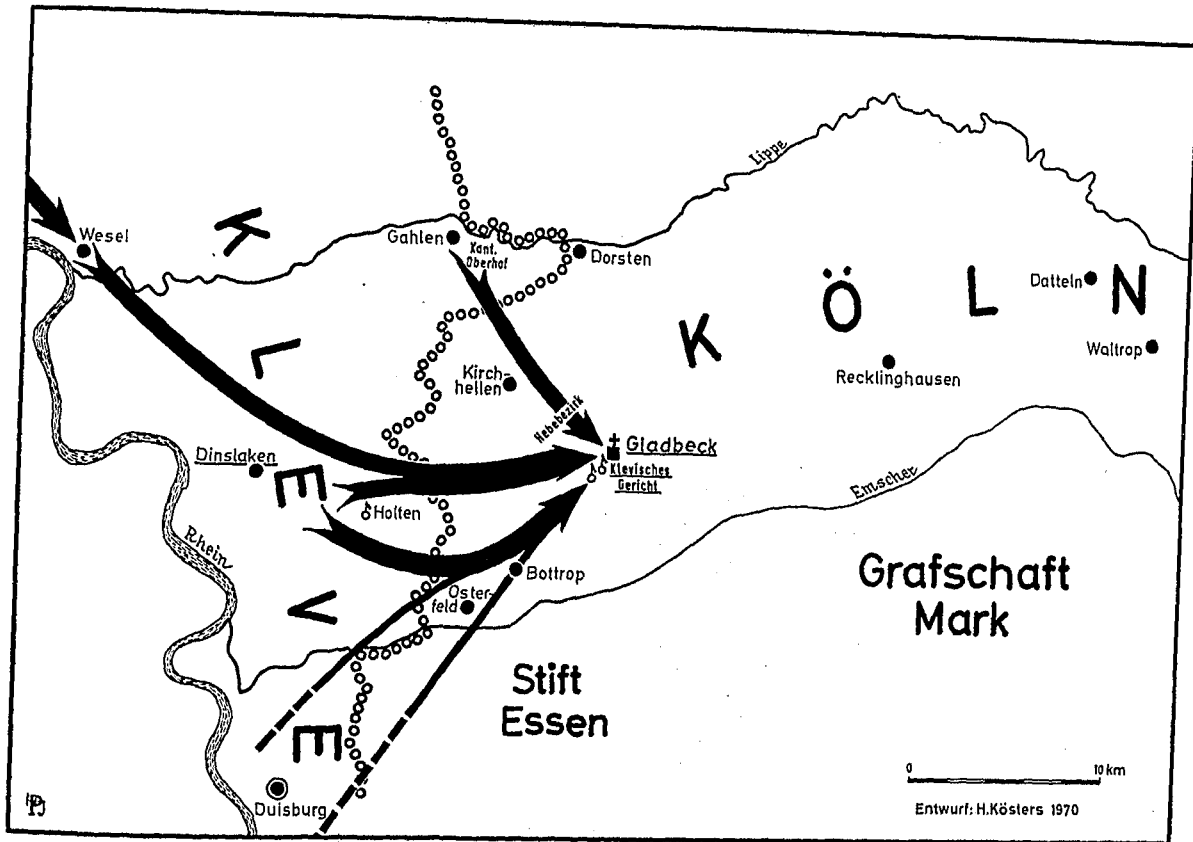 Lippe
Wesel
K
Gahlen
Kant.
Oberhof
Dorsten
Datteln
K Ö L N
Waltrop
L
Kirch-
hellen
Recklinghausen
Hebebezirk
Gladbeck
Klevisches
Gericht
Dinslaken
E
Holten
Emscher
Rhein
Bottrop
Grafschaft
Mark
V
Oster-
feld
Stift
Essen
E
0 10 km
Duisburg
Entwurf: H.Kösters 1970